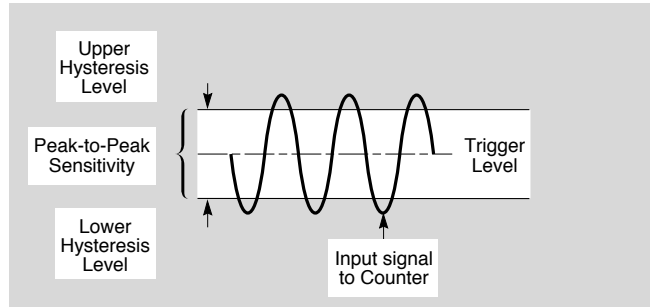 Upper
Hysteresis
Level
Peak-to-Peak
Sensitivity
Trigger
Level
Lower
Hysteresis
Level
Input signal
to Counter